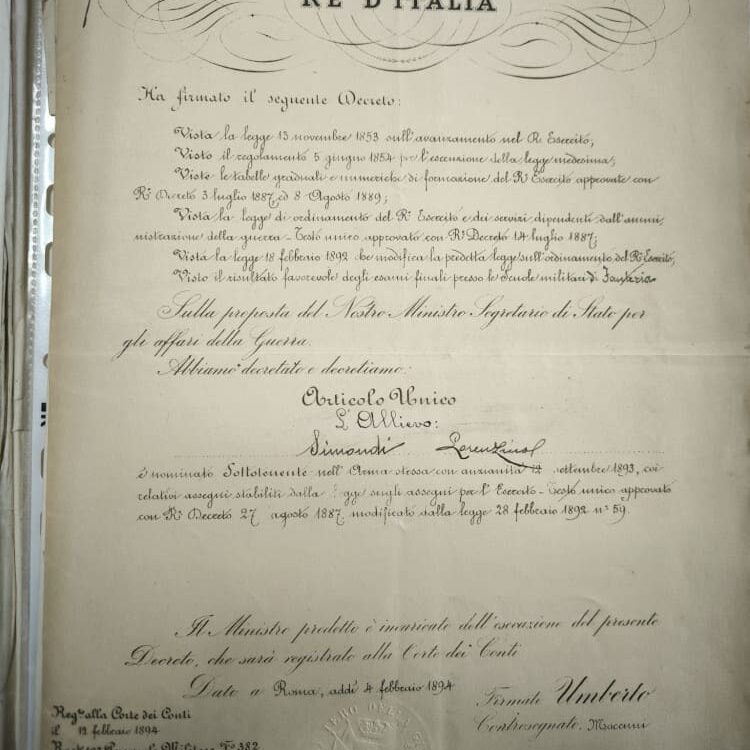 RE D'ITALIA
Ha firmato il seguente Decreto:
Vista la legge 13 novembre 1853 sull'avanzamento nel R. Esercito;
Visto il regolamento 5 giugno 1854 per l'esecuzione della legge medesima;
Viste le tabelle graduali e numeriche di formazione del R.º Esercito approvate con
R.º Decreto 3 luglio 1887, ed 8 Agosto 1889;
Vista la legge di ordinamento del R.º Esercito e dei servizi dipendenti dall'ammi
nistrazione della guerra - Testo unico approvato con R.º Decreto 14 luglio 1887;
Vista la legge 18 febbraio 1892 che modifica la predetta legge sull'ordinamento del R.º Esercito;
Visto il risultato favorevole degli esami finali presso le Scuole militari di Fanteria
Sulla proposta del Nostro Ministro Segretario di Stato per
gli affari della Guerra.
Abbiamo decretato e decretiamo:
Articolo Unico
L'Allievo:
Simondi Lorenzino
è nominato Sottotenente nell'Arma stessa con anzianità 12 settembre 1893, coi
relativi assegni stabiliti dalla legge sugli assegni per l'Esercito - Testo unico approvato
con R.º Decreto 27 agosto 1887, modificato dalla legge 28 febbraio 1892 nº 59.
Il Ministro predetto è incaricato dell'esecuzione del presente
Decreto, che sarà registrato alla Corte dei Conti
Dato a Roma, addì 4 febbraio 1894
Firmato Umberto
Controsegnato, Mocenni
Reg.to alla Corte dei Conti
il 12 febbraio 1894
382